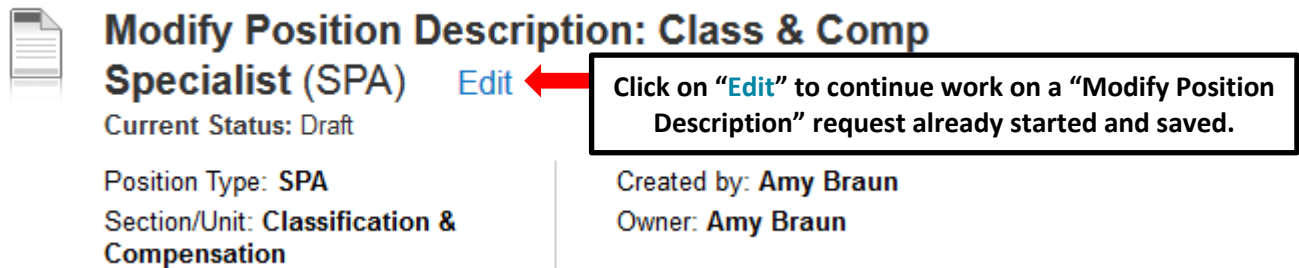 Modify Position Description: Class & Comp
Specialist (SPA) Edit
Click on “Edit” to continue work on a “Modify Position
Description” request already started and saved.
Current Status: Draft
Position Type: SPA
Section/Unit: Classification &
Compensation
Created by: Amy Braun
Owner: Amy Braun